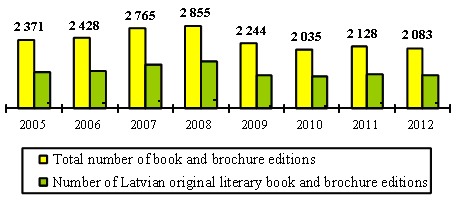 2 371 2 428 2 765 2 855 2 244 2 035 2 128 2 083
2005 2006 2007 2008 2009 2010 2011 2012
Total number of book and brochure editions
Number of Latvian original literary book and brochure editions